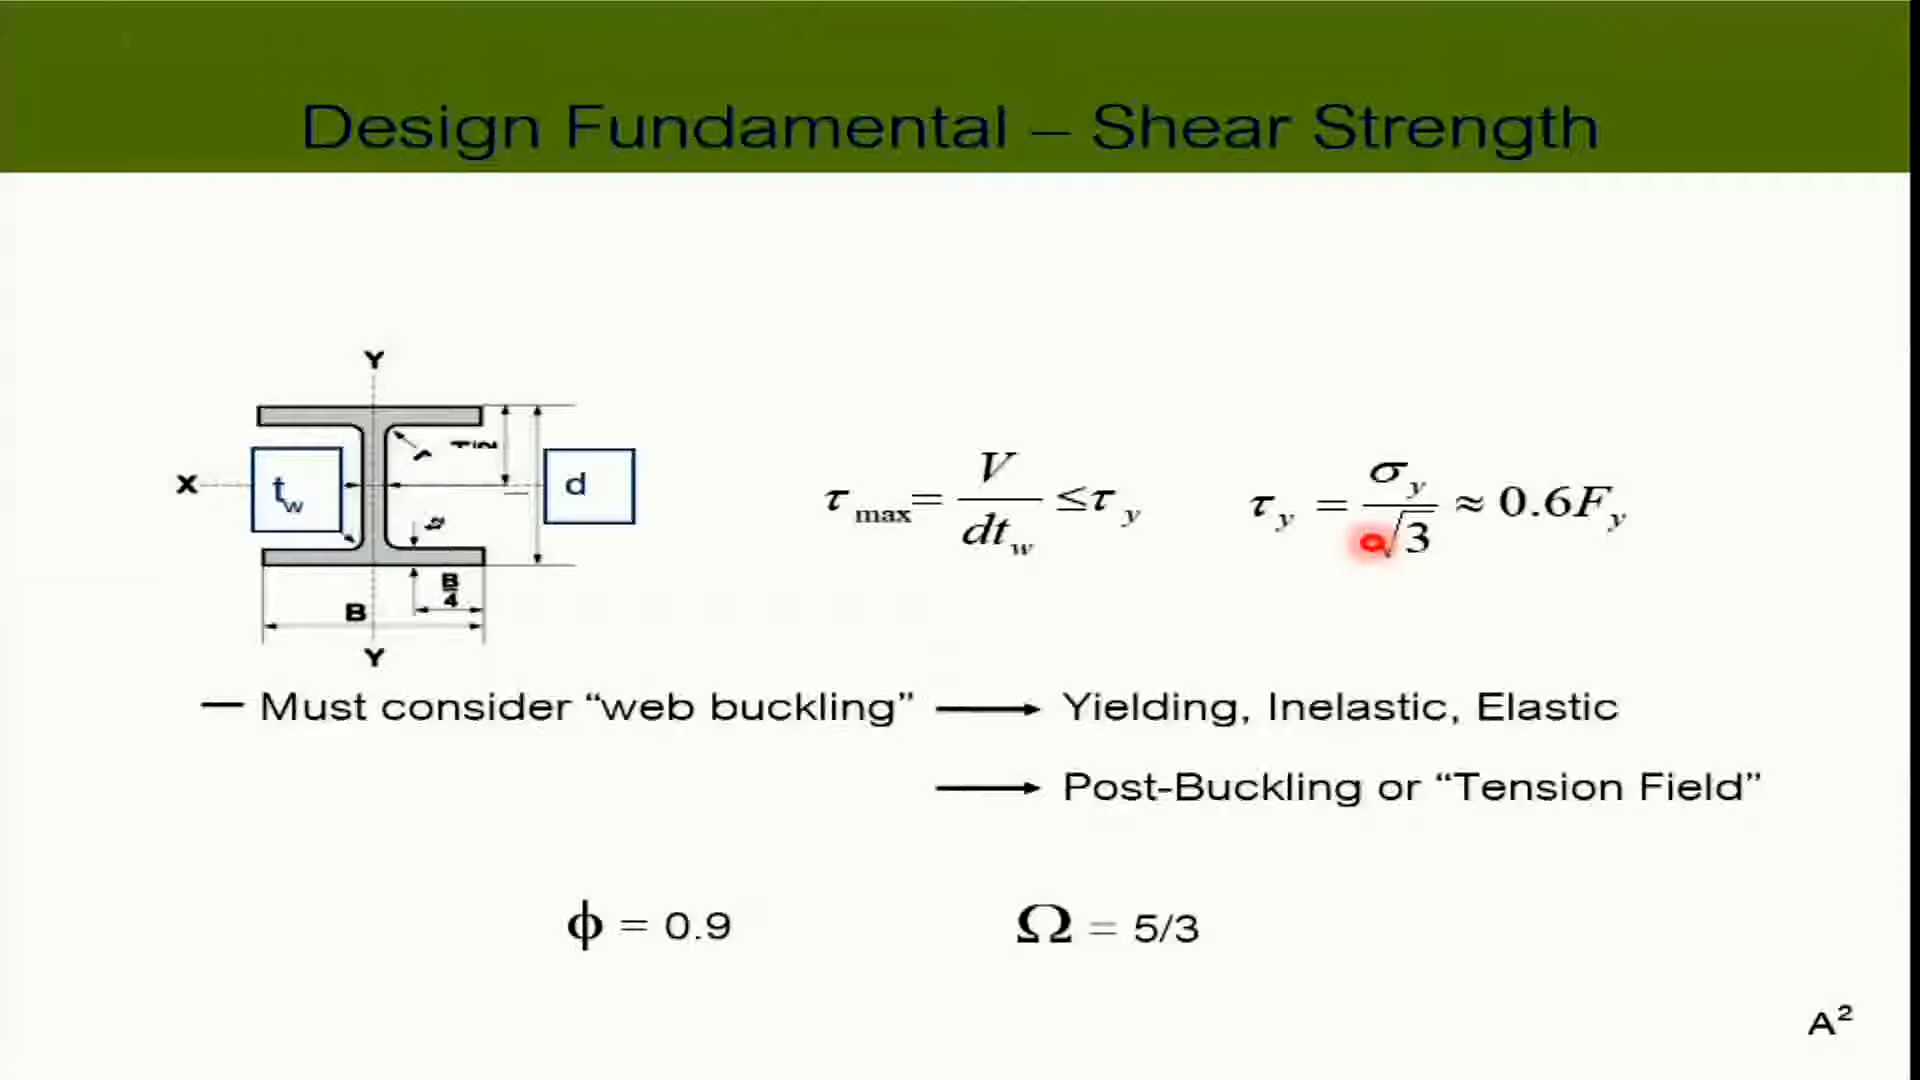 Design Fundamental – Shear Strength
Y
X
t_w
d
B
4
B
Y
τ_max = V / dt_w ≤ τ_y
τ_y = σ_y / √3 ≈ 0.6F_y
— Must consider “web buckling” → Yielding, Inelastic, Elastic
→ Post-Buckling or “Tension Field”
ϕ = 0.9
Ω = 5/3
A²